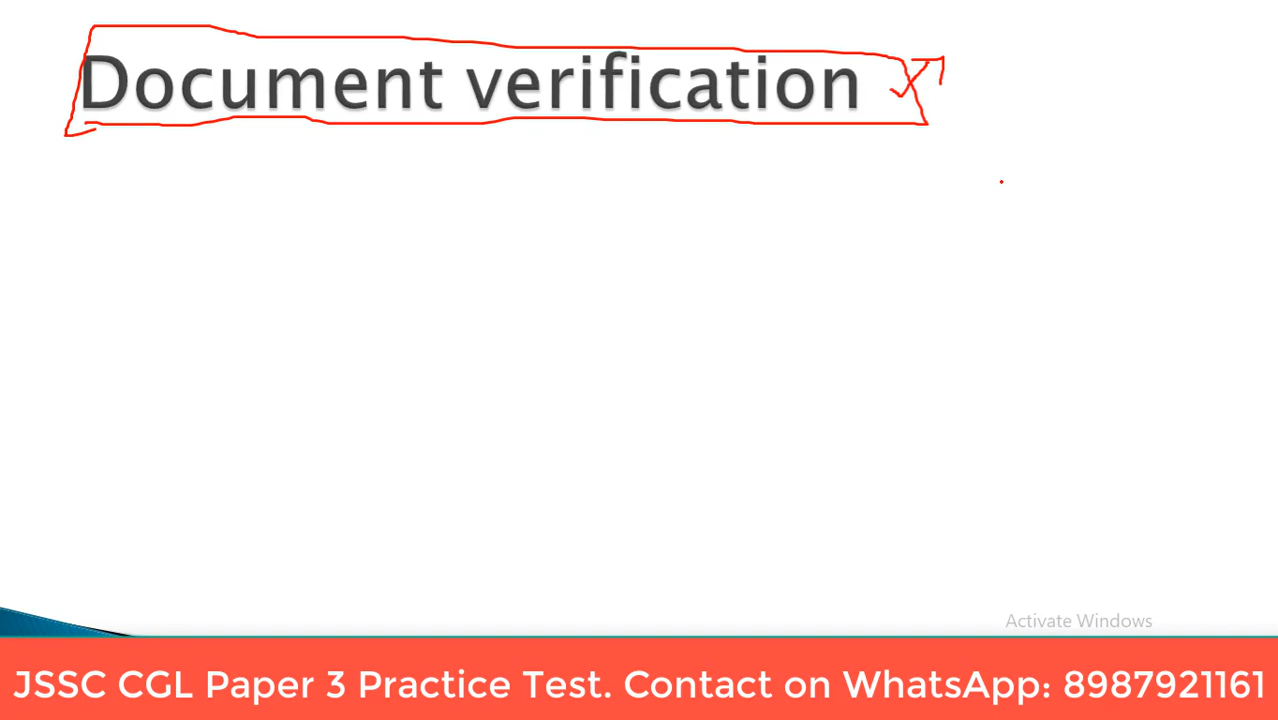 Document verification
Activate Windows
JSSC CGL Paper 3 Practice Test. Contact on WhatsApp: 8987921161